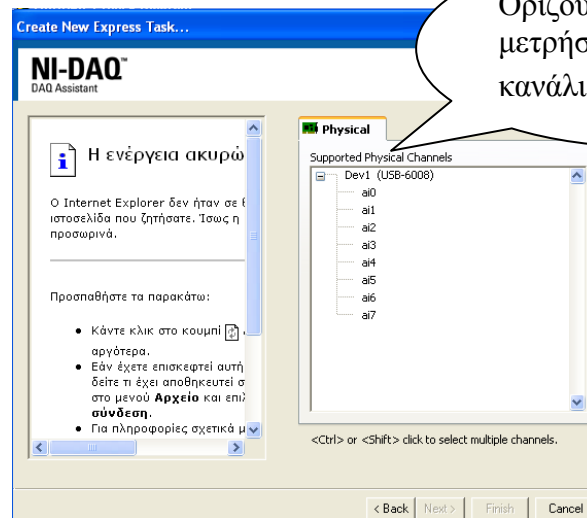 Ορίζου
μετρήσ
κανάλι
Create New Express Task...
NI-DAQ™
DAQ Assistant
Η ενέργεια ακυρώ
Ο Internet Explorer δεν ήταν σε
ιστοσελίδα που ζητήσατε. Ίσως η
προσωρινά.
Προσπαθήστε τα παρακάτω:
Κάντε κλικ στο κουμπί
αργότερα.
Εάν έχετε επισκεφτεί αυτή
δείτε τι έχει αποθηκευτεί σ
στο μενού Αρχείο και επι
σύνδεση.
Για πληροφορίες σχετικά μ
Physical
Supported Physical Channels
Dev1 (USB-6008)
ai0
ai1
ai2
ai3
ai4
ai5
ai6
ai7
<Ctrl> or <Shift> click to select multiple channels.
< Back Next > Finish Cancel